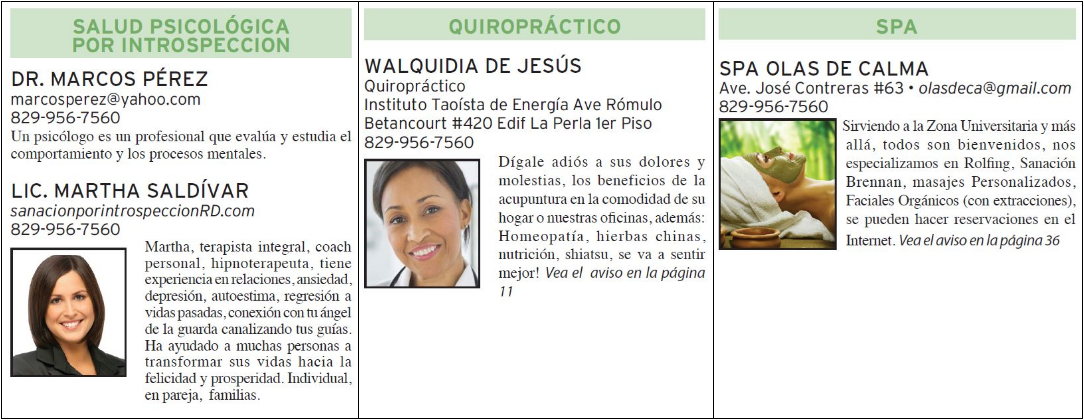 SALUD PSICOLÓGICA
POR INTROSPECCION
DR. MARCOS PÉREZ
marcosperez@yahoo.com
829-956-7560
Un psicólogo es un profesional que evalúa y estudia el
comportamiento y los procesos mentales.
LIC. MARTHA SALDÍVAR
sanacionporintrospeccionRD.com
829-956-7560
Martha, terapista integral, coach
personal, hipnoterapeuta, tiene
experiencia en relaciones, ansiedad,
depresión, autoestima, regresión a
vidas pasadas, conexión con tu ángel
de la guarda canalizando tus guías.
Ha ayudado a muchas personas a
transformar sus vidas hacia la
felicidad y prosperidad. Individual,
en pareja, familias.
QUIROPRÁCTICO
WALQUIDIA DE JESÚS
Quiropráctico
Instituto Taoísta de Energía Ave Rómulo
Betancourt #420 Edif La Perla 1er Piso
829-956-7560
Dígale adiós a sus dolores y
molestias, los beneficios de la
acupuntura en la comodidad de su
hogar o nuestras oficinas, además:
Homeopatía, hierbas chinas,
nutrición, shiatsu, se va a sentir
mejor! Vea el aviso en la página
11
SPA
SPA OLAS DE CALMA
Ave. José Contreras #63 • olasdeca@gmail.com
829-956-7560
Sirviendo a la Zona Universitaria y más
allá, todos son bienvenidos, nos
especializamos en Rolfing, Sanación
Brennan, masajes Personalizados,
Faciales Orgánicos (con extracciones),
se pueden hacer reservaciones en el
Internet. Vea el aviso en la página 36